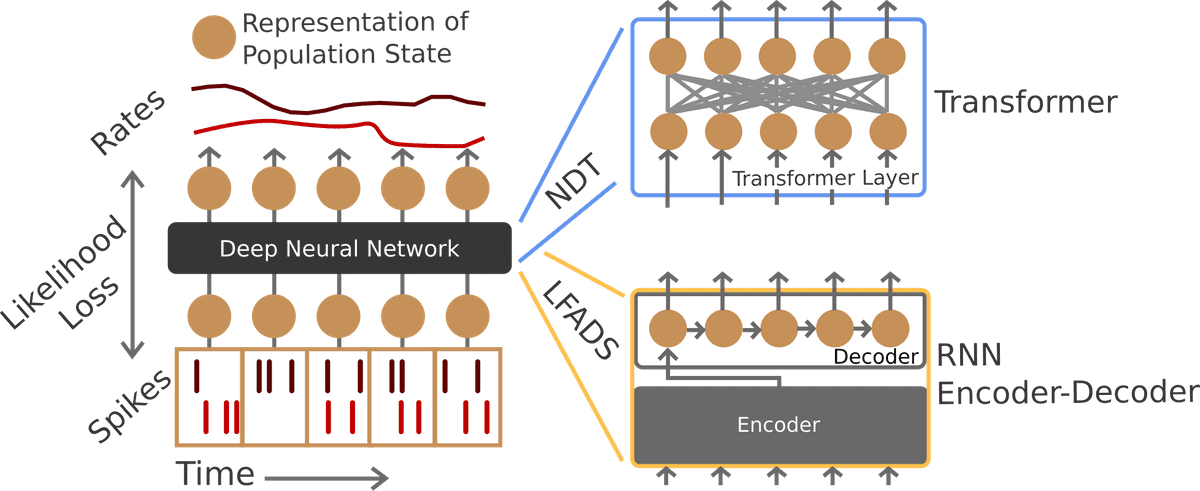 Representation of
Population State
Rates
Likelihood
Loss
Deep Neural Network
Spikes
Time
NDT
LFADS
Transformer Layer
Transformer
Decoder
Encoder
RNN
Encoder-Decoder